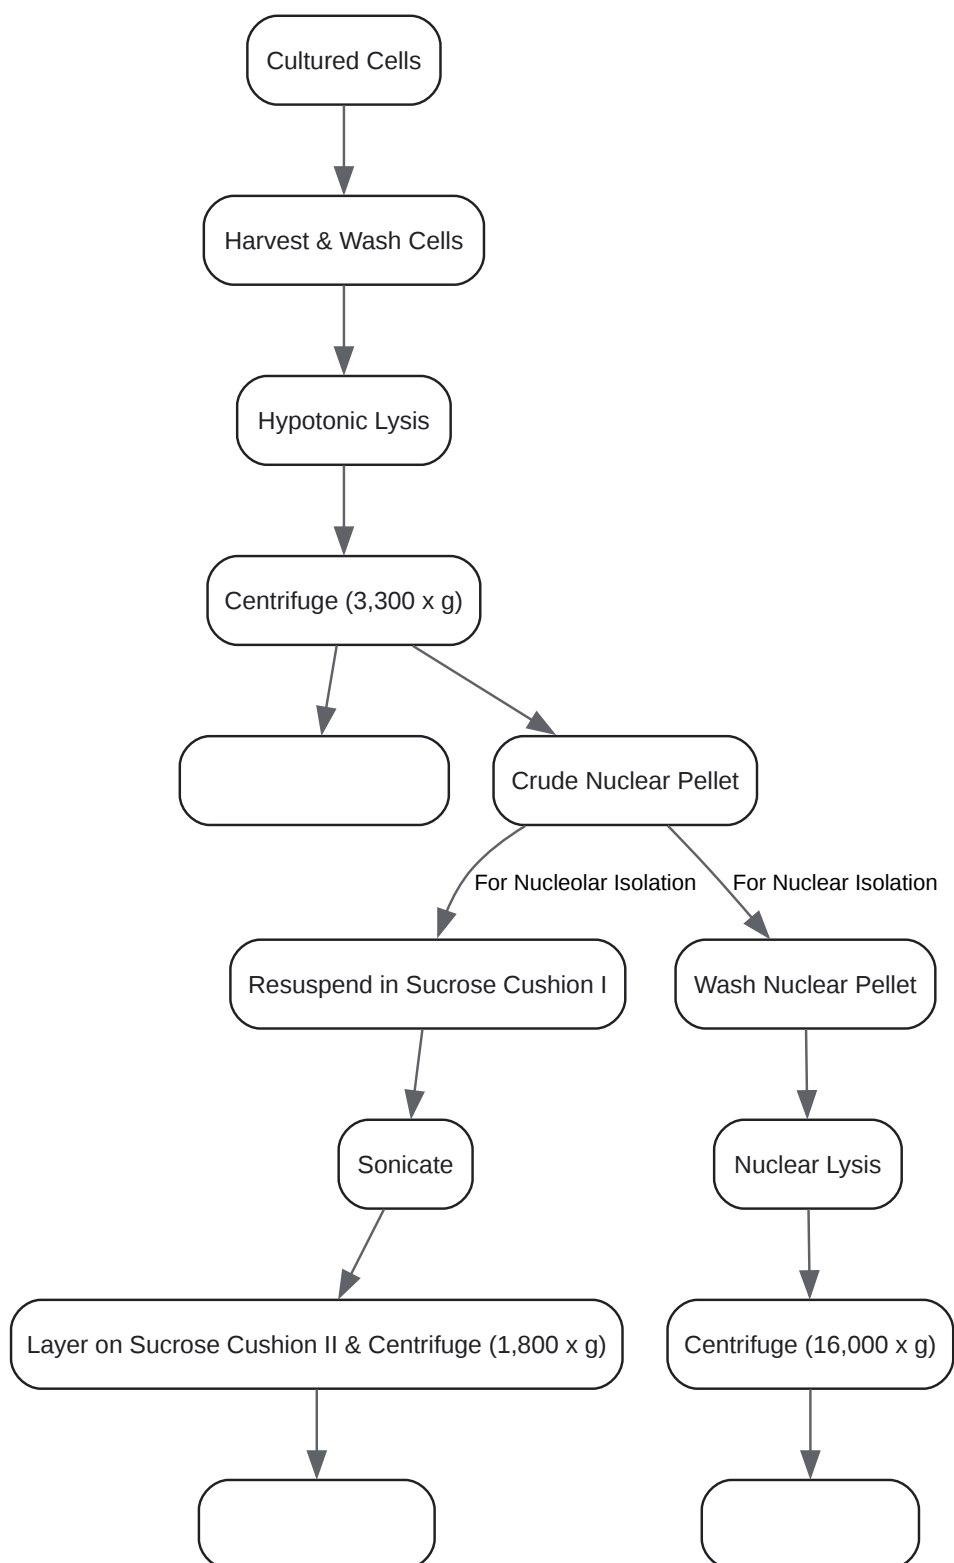 Cultured Cells
Harvest & Wash Cells
Hypotonic Lysis
Centrifuge (3,300 x g)
Crude Nuclear Pellet
For Nucleolar Isolation
For Nuclear Isolation
Resuspend in Sucrose Cushion I
Wash Nuclear Pellet
Sonicate
Nuclear Lysis
Layer on Sucrose Cushion II & Centrifuge (1,800 x g)
Centrifuge (16,000 x g)